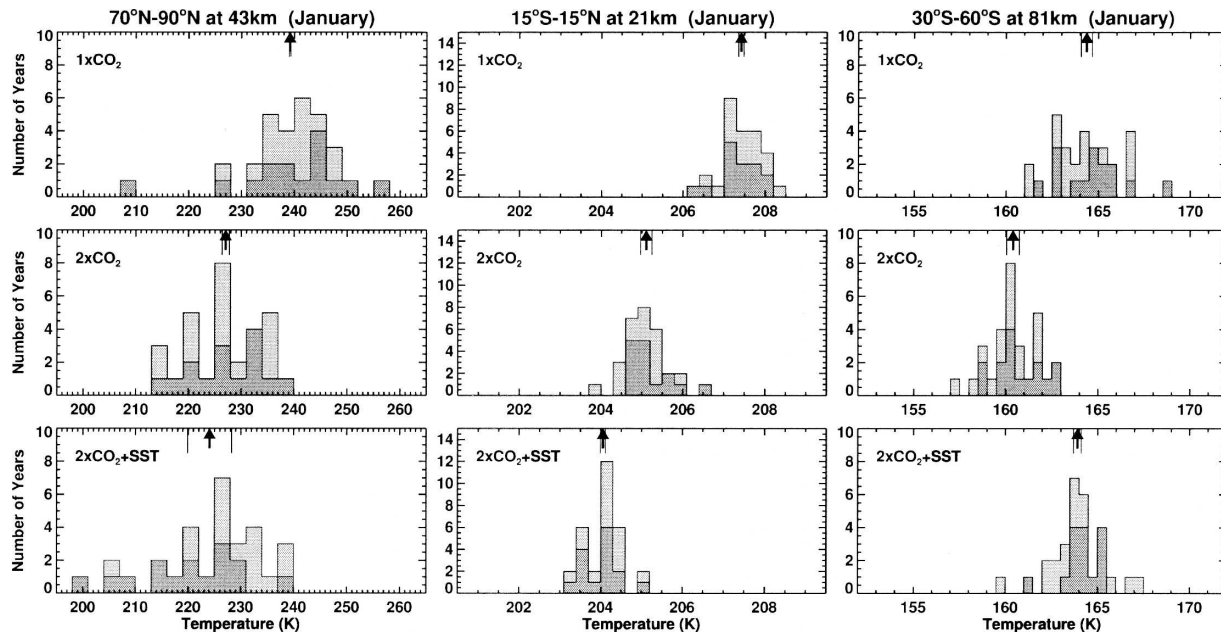 70°N-90°N at 43km (January)
15°S-15°N at 21km (January)
30°S-60°S at 81km (January)
Number of Years
10
8
6
4
2
0
1xCO₂
200 210 220 230 240 250 260
14
12
10
8
6
4
2
0
1xCO₂
202 204 206 208
10
8
6
4
2
0
1xCO₂
155 160 165 170
Number of Years
10
8
6
4
2
0
2xCO₂
200 210 220 230 240 250 260
14
12
10
8
6
4
2
0
2xCO₂
202 204 206 208
10
8
6
4
2
0
2xCO₂
155 160 165 170
Number of Years
10
8
6
4
2
0
2xCO₂+SST
200 210 220 230 240 250 260
Temperature (K)
14
12
10
8
6
4
2
0
2xCO₂+SST
202 204 206 208
Temperature (K)
10
8
6
4
2
0
2xCO₂+SST
155 160 165 170
Temperature (K)